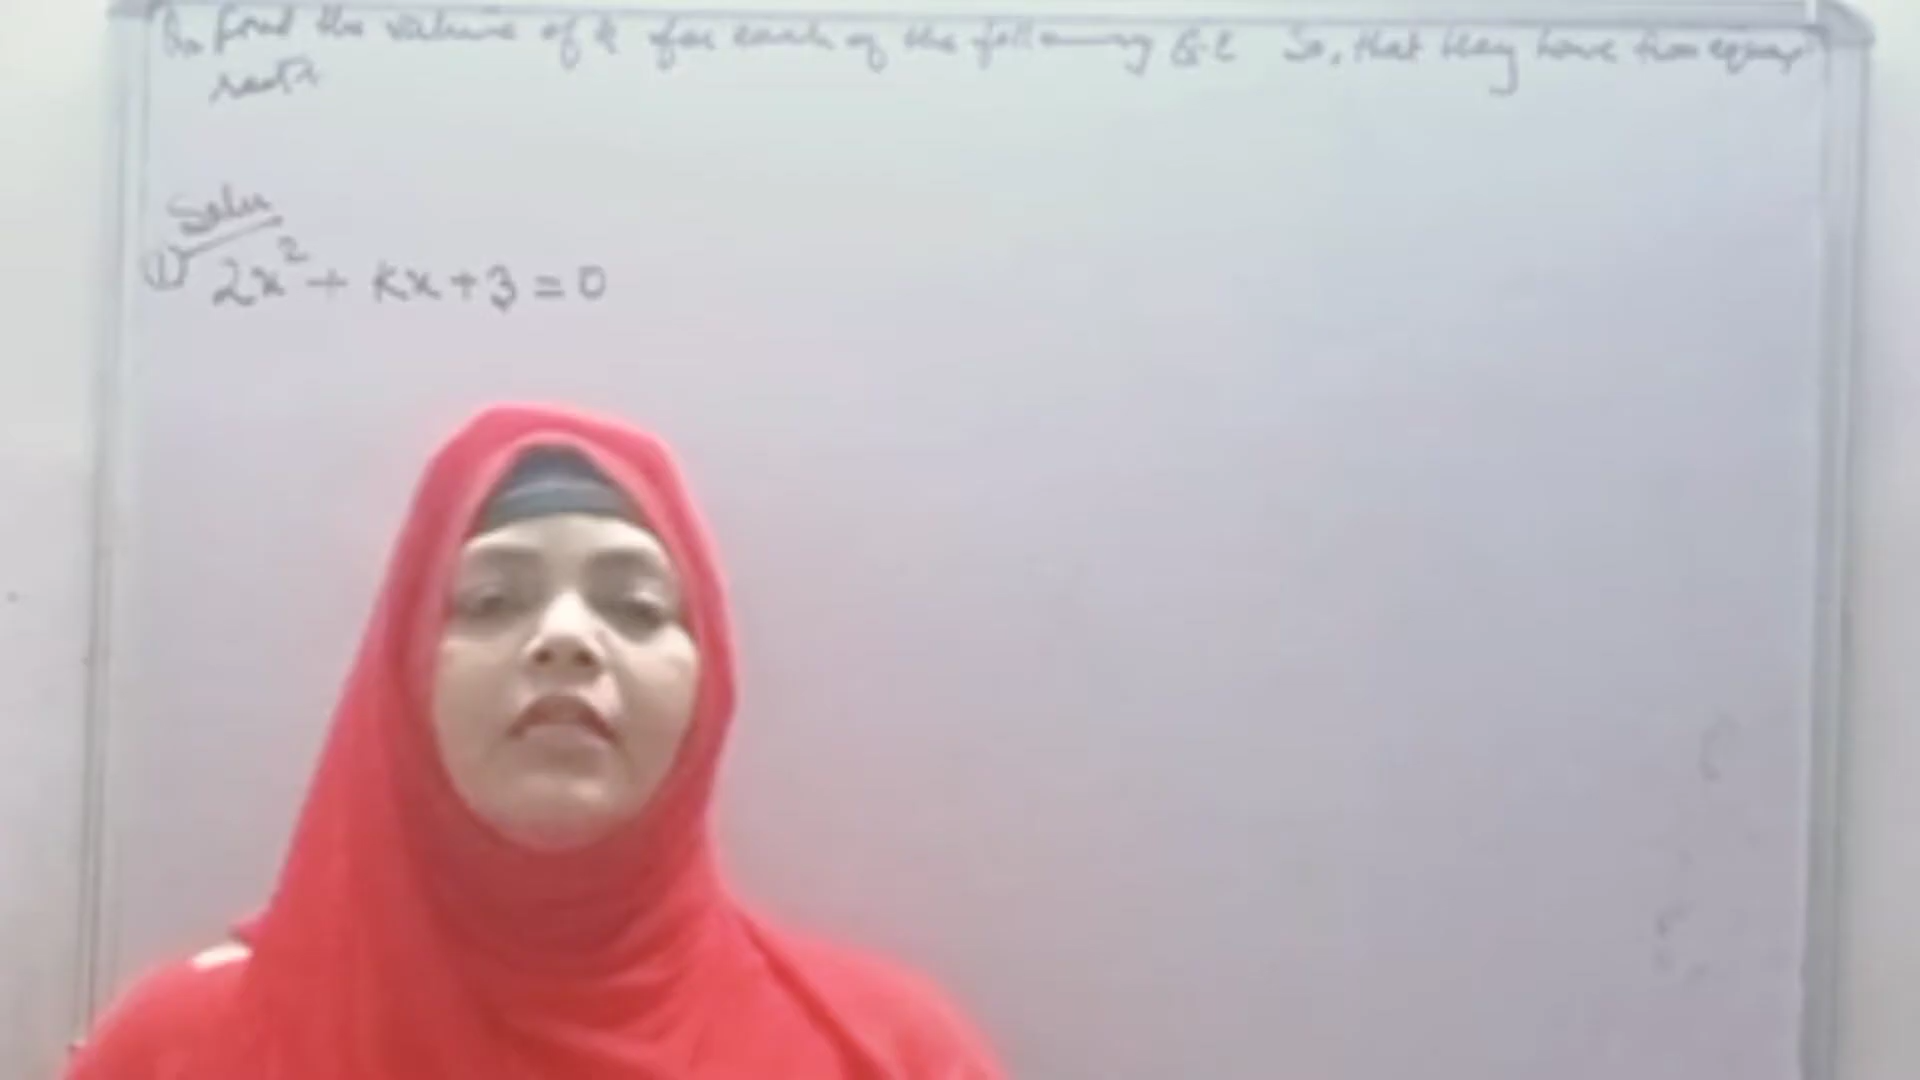 Q. find the values of k for each of the following Q.E So, that they have two equal
roots
Solu
(1) 2x² + kx + 3 = 0